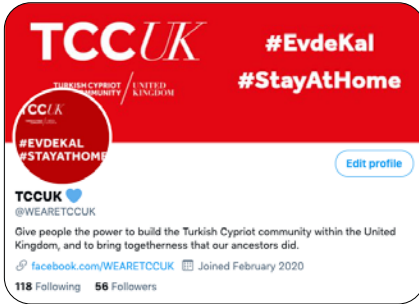 TCCUK
#EvdeKal
#StayAtHome
TURKISH CYPRIOT
COMMUNITY
UNITED
KINGDOM
TCCUK
#EVDEKAL
#STAYATHOME
Edit profile
TCCUK 💙
@WEARETCCUK
Give people the power to build the Turkish Cypriot community within the United
Kingdom, and to bring togetherness that our ancestors did.
facebook.com/WEARETCCUK Joined February 2020
118 Following 56 Followers